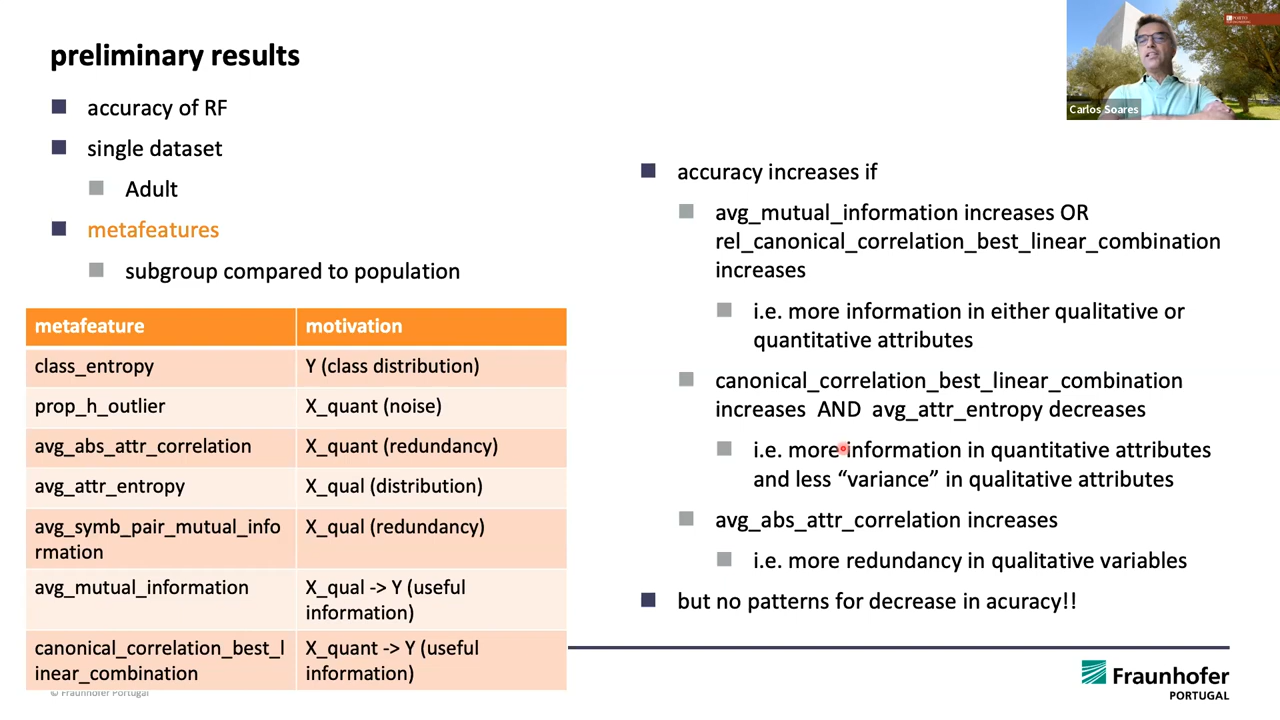 preliminary results
accuracy of RF
single dataset
Adult
metafeatures
subgroup compared to population
metafeature motivation
class_entropy Y (class distribution)
prop_h_outlier X_quant (noise)
avg_abs_attr_correlation X_quant (redundancy)
avg_attr_entropy X_qual (distribution)
avg_symb_pair_mutual_info
rmation
X_qual (redundancy)
avg_mutual_information
X_qual -> Y (useful
information)
canonical_correlation_best_l
inear_combination
X_quant -> Y (useful
information)
© Fraunhofer Portugal
accuracy increases if
avg_mutual_information increases OR
rel_canonical_correlation_best_linear_combination
increases
i.e. more information in either qualitative or
quantitative attributes
canonical_correlation_best_linear_combination
increases AND avg_attr_entropy decreases
i.e. more information in quantitative attributes
and less “variance” in qualitative attributes
avg_abs_attr_correlation increases
i.e. more redundancy in qualitative variables
but no patterns for decrease in acuracy!!
Carlos Soares
PORTO
Fraunhofer
PORTUGAL